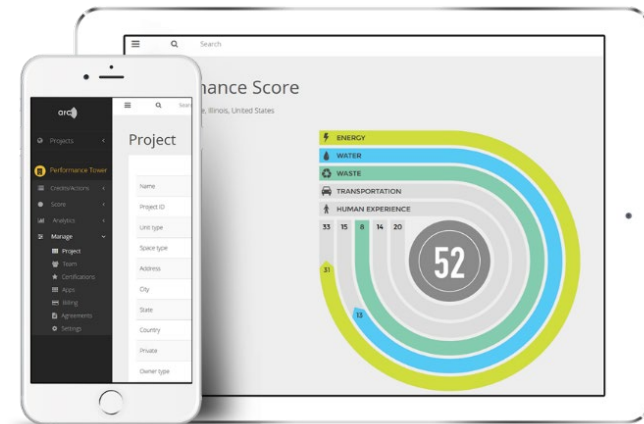 arc
Projects
Performance Tower
Credits/Actions
Score
Analytics
Manage
Project
Team
Certifications
Apps
Billing
Agreements
Settings
Project
Name
Project ID
Unit type
Space type
Address
City
State
Country
Private
Owner type
Search
mance Score
Illinois, United States
ENERGY
WATER
WASTE
TRANSPORTATION
HUMAN EXPERIENCE
33 15 8 14 20
52
31
13